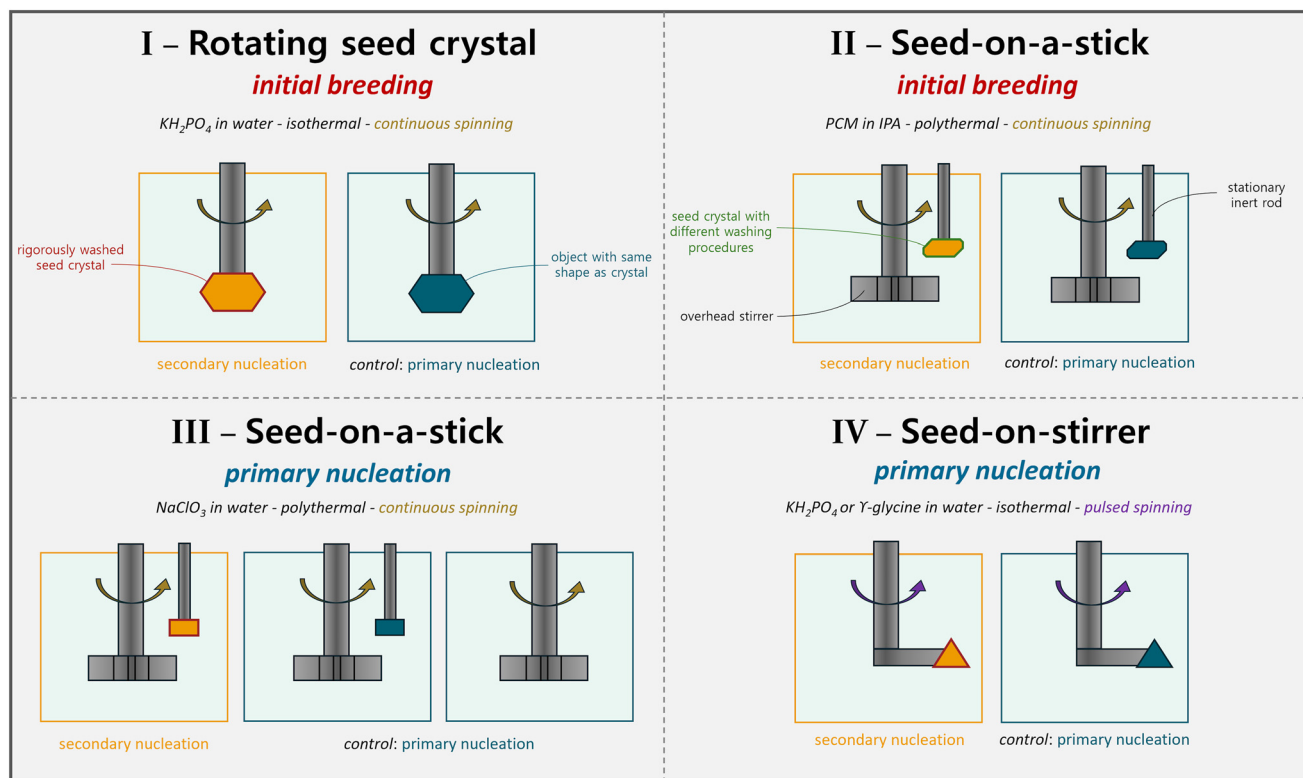 I – Rotating seed crystal
initial breeding
KH₂PO₄ in water - isothermal - continuous spinning
rigorously washed
seed crystal
object with same
shape as crystal
secondary nucleation
control: primary nucleation
II – Seed-on-a-stick
initial breeding
PCM in IPA - polythermal - continuous spinning
seed crystal with
different washing
procedures
stationary
inert rod
overhead stirrer
secondary nucleation
control: primary nucleation
III – Seed-on-a-stick
primary nucleation
NaClO₃ in water - polythermal - continuous spinning
secondary nucleation
control: primary nucleation
IV – Seed-on-stirrer
primary nucleation
KH₂PO₄ or ϒ-glycine in water - isothermal - pulsed spinning
secondary nucleation
control: primary nucleation